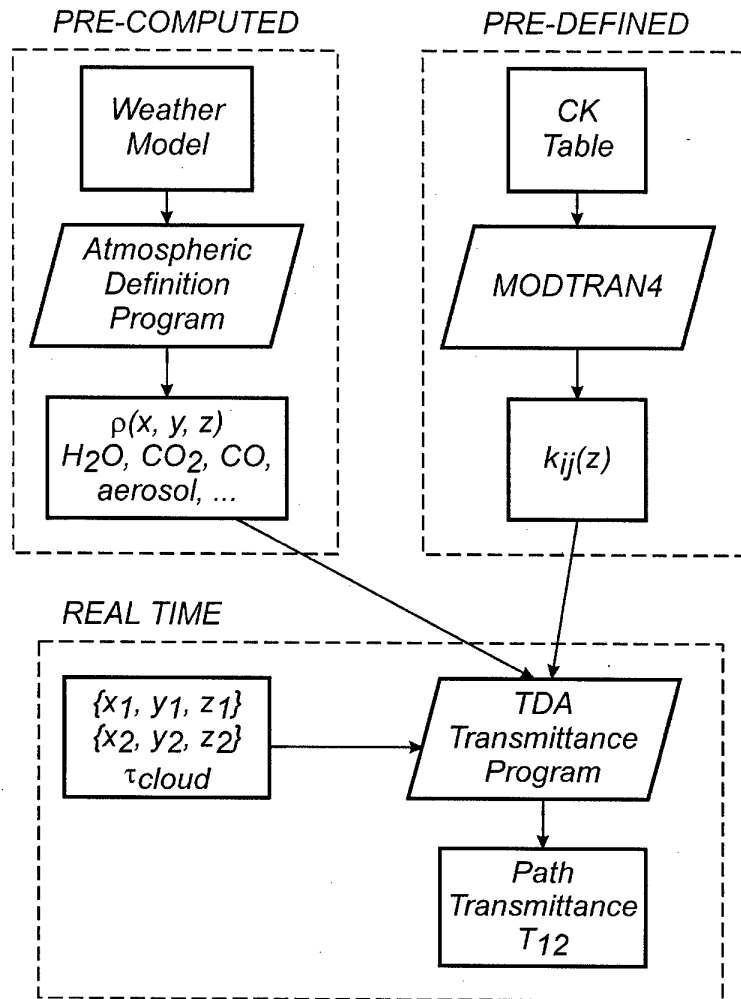 PRE-COMPUTED
Weather
Model
Atmospheric
Definition
Program
ρ(x, y, z)
H₂O, CO₂, CO,
aerosol, ...
PRE-DEFINED
CK
Table
MODTRAN4
kᵢⱼ(z)
REAL TIME
{x₁, y₁, z₁}
{x₂, y₂, z₂}
τcloud
TDA
Transmittance
Program
Path
Transmittance
T₁₂